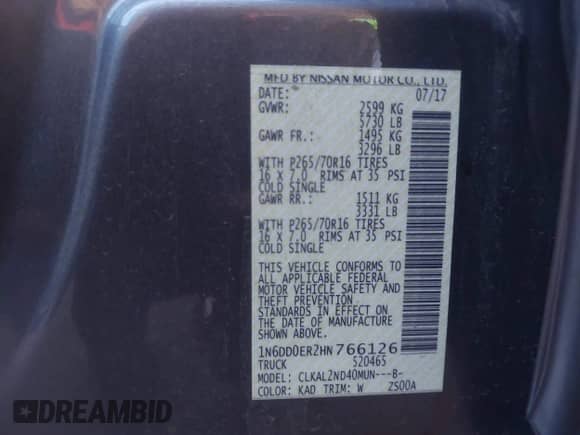 MFD BY NISSAN MOTOR CO., LTD.
DATE: 07/17
GVWR: 2599 KG
5730 LB
GAWR FR.: 1495 KG
3296 LB
WITH P265/70R16 TIRES
16 X 7.0 RIMS AT 35 PSI
COLD SINGLE
GAWR RR.: 1511 KG
3331 LB
WITH P265/70R16 TIRES
16 X 7.0 RIMS AT 35 PSI
COLD SINGLE
THIS VEHICLE CONFORMS TO
ALL APPLICABLE FEDERAL
MOTOR VEHICLE SAFETY AND
THEFT PREVENTION
STANDARDS IN EFFECT ON
THE DATE OF MANUFACTURE
SHOWN ABOVE.
1N6DD0ER2HN766126
TRUCK 520465
MODEL: CLKAL2ND40MUN---B-
COLOR: KAD TRIM: W ZS00A
DREAMBID